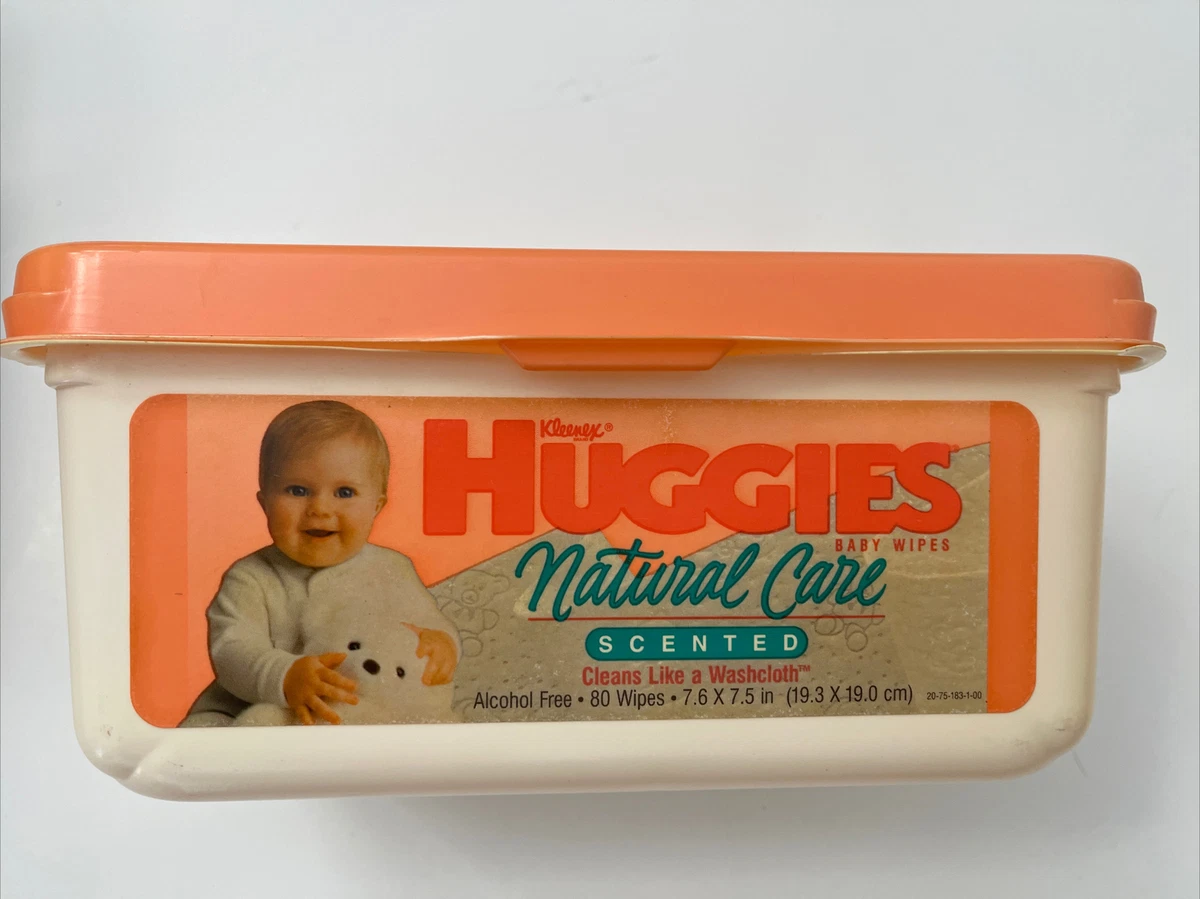 Kleenex®
HUGGIES
BABY WIPES
Natural Care
SCENTED
Cleans Like a Washcloth™
Alcohol Free • 80 Wipes • 7.6 X 7.5 in (19.3 X 19.0 cm) 20-75-183-1-00